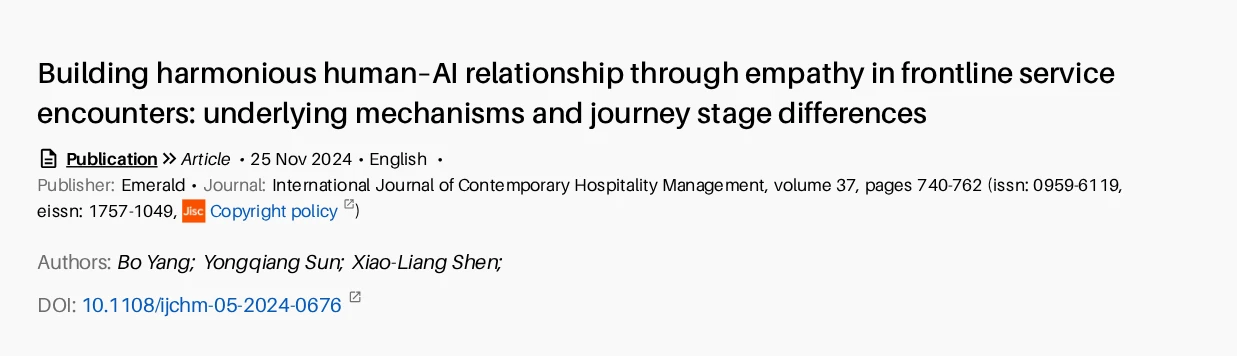 Building harmonious human–AI relationship through empathy in frontline service
encounters: underlying mechanisms and journey stage differences
Publication » Article • 25 Nov 2024 • English •
Publisher: Emerald • Journal: International Journal of Contemporary Hospitality Management, volume 37, pages 740-762 (issn: 0959-6119,
eissn: 1757-1049, Jisc Copyright policy )
Authors: Bo Yang; Yongqiang Sun; Xiao-Liang Shen;
DOI: 10.1108/ijchm-05-2024-0676